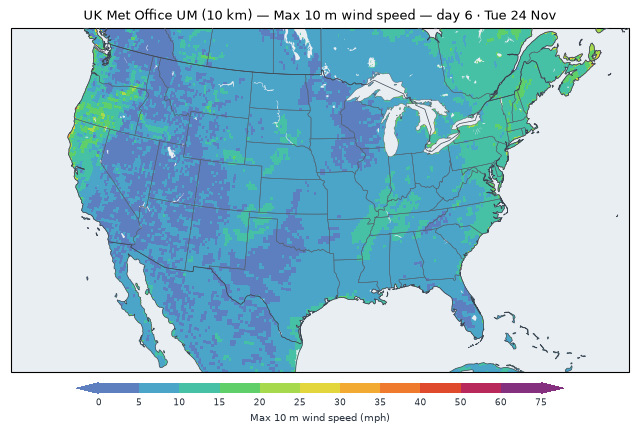 UK Met Office UM (10 km) — Max 10 m wind speed — day 6 · Tue 24 Nov
0 5 10 15 20 25 30 35 40 50 60 75
Max 10 m wind speed (mph)